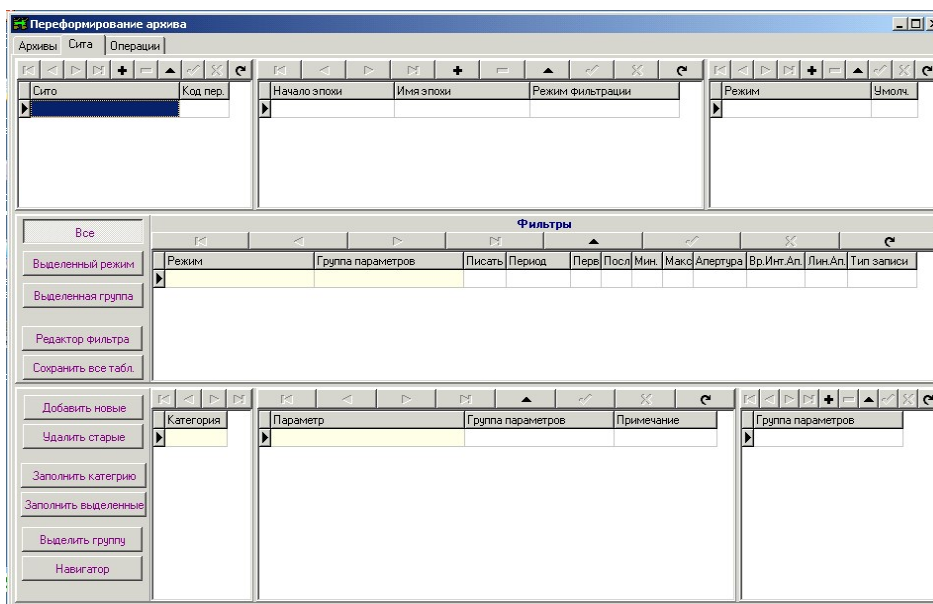 Переформирование архива
Архивы Сита Операции
Сито Код пер.
Начало эпохи Имя эпохи Режим фильтрации
Режим Умолч.
Фильтры
Все
Выделенный режим
Выделенная группа
Редактор фильтра
Сохранить все табл.
Режим Группа параметров Писать Период Перв Посл Мин. Макс Апертура Вр.Инт.Ап. Лин.Ап. Тип записи
Добавить новые
Удалить старые
Заполнить категрию
Заполнить выделенные
Выделить группу
Навигатор
Категория
Параметр Группа параметров Примечание
Группа параметров